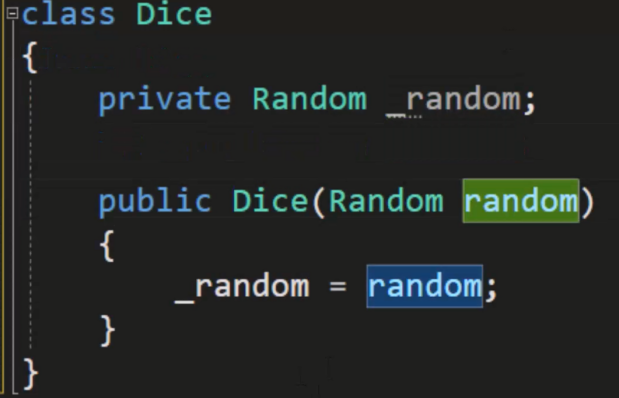 class Dice
{
    private Random _random;
    public Dice(Random random)
    {
        _random = random;
    }
}